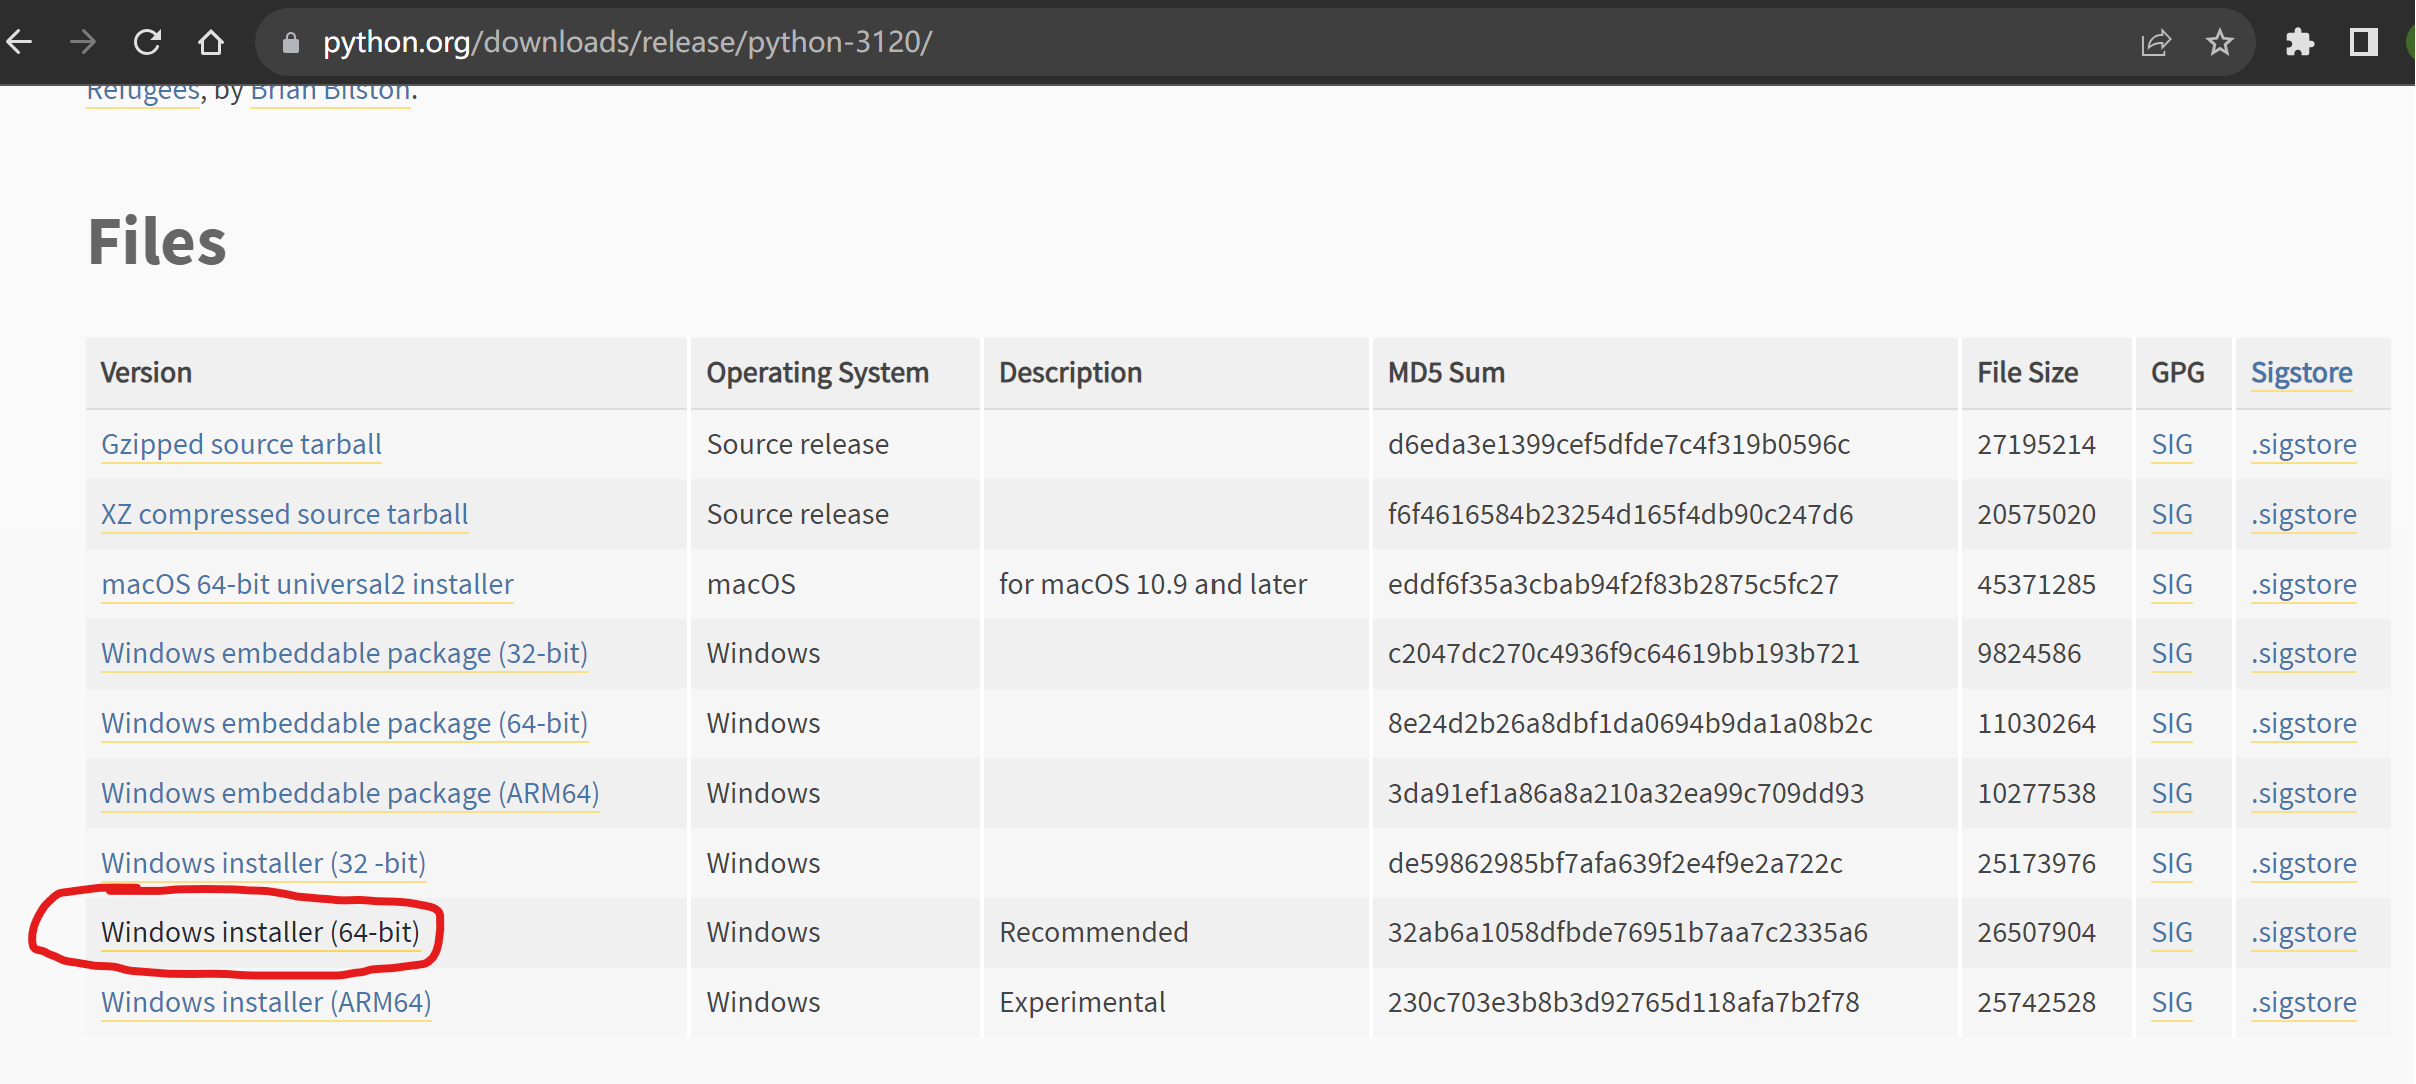 python.org/downloads/release/python-3120/
Refugees, by Brian Bilston.
Files
Version Operating System Description MD5 Sum File Size GPG Sigstore
Gzipped source tarball Source release d6eda3e1399cef5dfde7c4f319b0596c 27195214 SIG .sigstore
XZ compressed source tarball Source release f6f4616584b23254d165f4db90c247d6 20575020 SIG .sigstore
macOS 64-bit universal2 installer macOS for macOS 10.9 and later eddf6f35a3cbab94f2f83b2875c5fc27 45371285 SIG .sigstore
Windows embeddable package (32-bit) Windows c2047dc270c4936f9c64619bb193b721 9824586 SIG .sigstore
Windows embeddable package (64-bit) Windows 8e24d2b26a8dbf1da0694b9da1a08b2c 11030264 SIG .sigstore
Windows embeddable package (ARM64) Windows 3da91ef1a86a8a210a32ea99c709dd93 10277538 SIG .sigstore
Windows installer (32 -bit) Windows de59862985bf7afa639f2e4f9e2a722c 25173976 SIG .sigstore
Windows installer (64-bit) Windows Recommended 32ab6a1058dfbde76951b7aa7c2335a6 26507904 SIG .sigstore
Windows installer (ARM64) Windows Experimental 230c703e3b8b3d92765d118afa7b2f78 25742528 SIG .sigstore